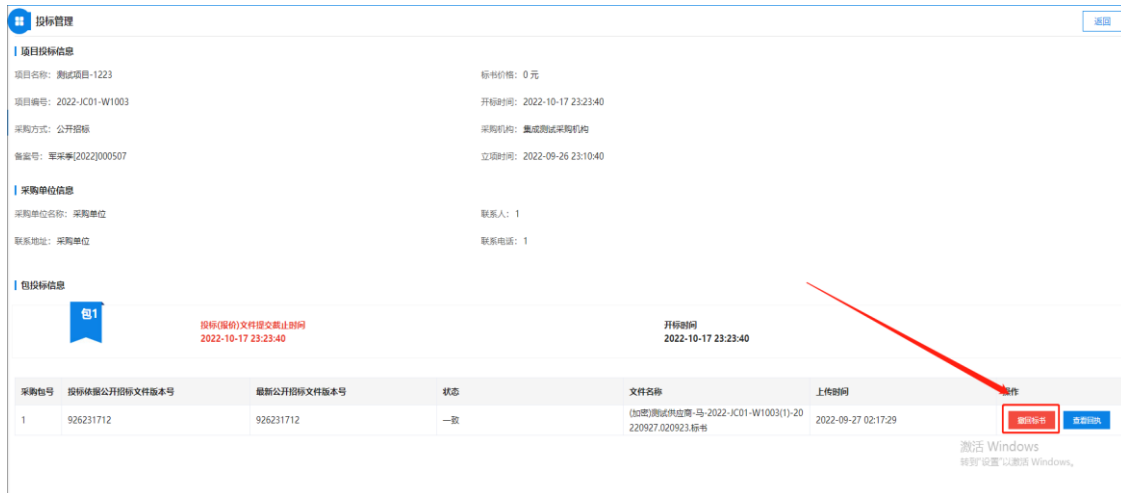 投标管理
返回
项目投标信息
项目名称：测试项目-1223
标书价格：0 元
项目编号：2022-JC01-W1003
开标时间：2022-10-17 23:23:40
采购方式：公开招标
采购机构：集成测试采购机构
备案号：军采季[2022]000507
立项时间：2022-09-26 23:10:40
采购单位信息
采购单位名称：采购单位
联系人：1
联系地址：采购单位
联系电话：1
包投标信息
包1
投标(报价)文件提交截止时间
2022-10-17 23:23:40
开标时间
2022-10-17 23:23:40
采购包号 投标依据公开招标文件版本号 最新公开招标文件版本号 状态 文件名称 上传时间 操作
1 926231712 926231712 一致 (加密)测试供应商-马-2022-JC01-W1003(1)-20 2022-09-27 02:17:29 撤回标书 查看回执
220927.020923.标书
激活 Windows
转到"设置"以激活 Windows。